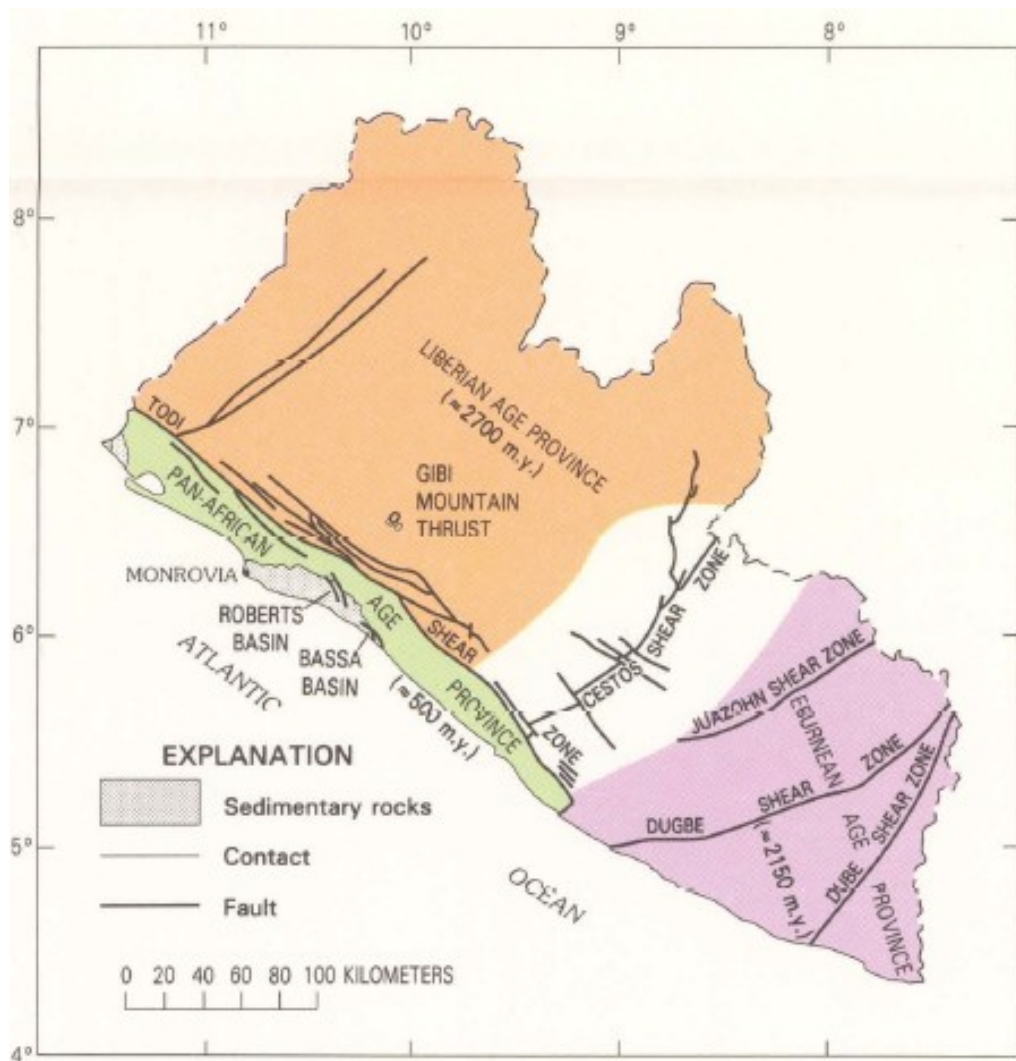 11° 10° 9° 8°
8°
7°
6°
5°
4°
LIBERIAN AGE PROVINCE
(≈2700 m.y.)
GIBI
MOUNTAIN
THRUST
TODI
SHEAR
ZONE
PAN-AFRICAN
AGE
PROVINCE
(≈500 m.y.)
MONROVIA
ROBERTS
BASIN
BASSA
BASIN
ATLANTIC
OCEAN
CESTOS SHEAR ZONE
JUAZOHN SHEAR ZONE
EBURNEAN
AGE
PROVINCE
(≈2150 m.y.)
DUGBE SHEAR ZONE
DUBE SHEAR ZONE
EXPLANATION
Sedimentary rocks
Contact
Fault
0 20 40 60 80 100 KILOMETERS